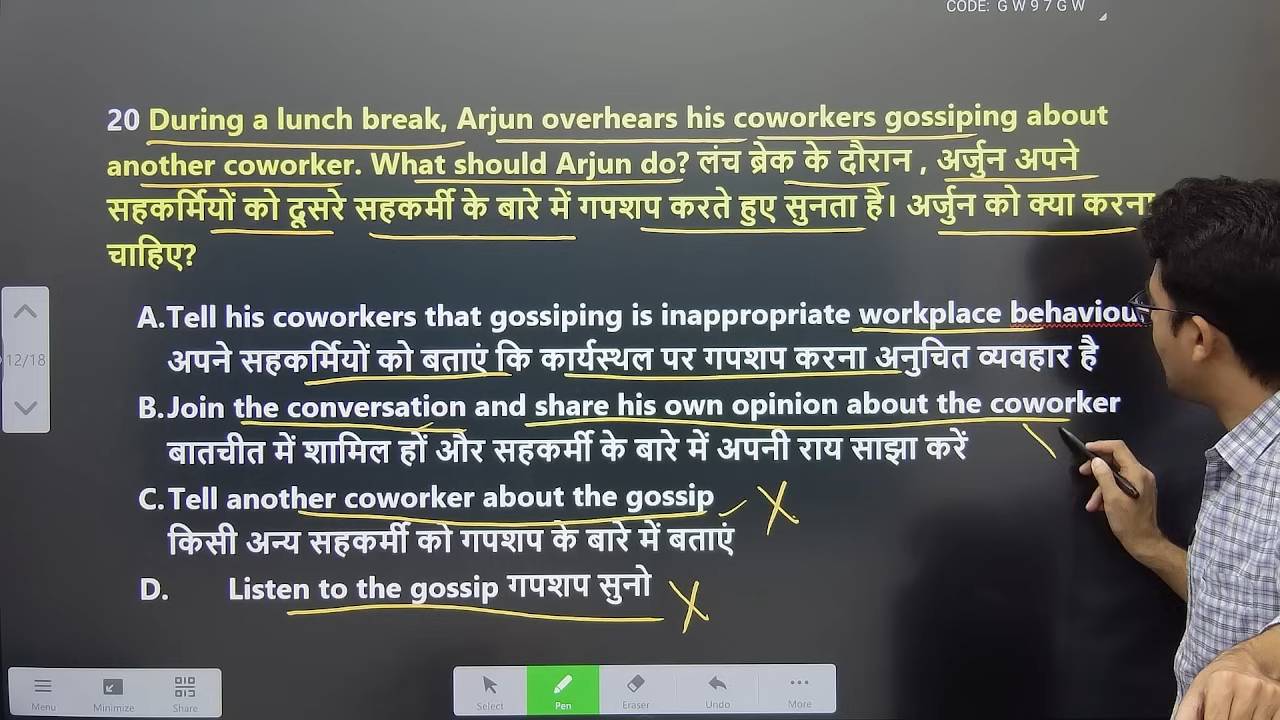 CODE: G W 9 7 G W
20 During a lunch break, Arjun overhears his coworkers gossiping about
another coworker. What should Arjun do? लंच ब्रेक के दौरान , अर्जुन अपने
सहकर्मियों को दूसरे सहकर्मी के बारे में गपशप करते हुए सुनता है। अर्जुन को क्या करना
चाहिए?
A.Tell his coworkers that gossiping is inappropriate workplace behaviour
अपने सहकर्मियों को बताएं कि कार्यस्थल पर गपशप करना अनुचित व्यवहार है
12/18
B.Join the conversation and share his own opinion about the coworker
बातचीत में शामिल हों और सहकर्मी के बारे में अपनी राय साझा करें
C.Tell another coworker about the gossip
किसी अन्य सहकर्मी को गपशप के बारे में बताएं
D. Listen to the gossip गपशप सुनो
Menu Minimize Share Select Pen Eraser Undo More